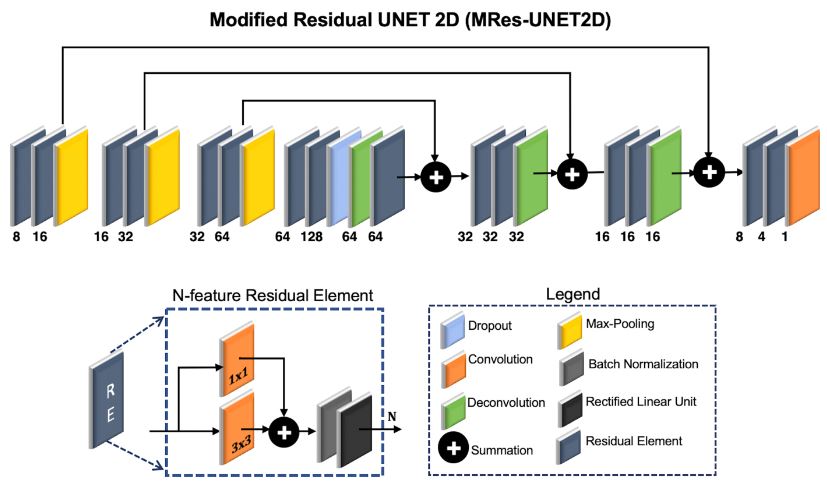 Modified Residual UNET 2D (MRes-UNET2D)
8 16 16 32 32 64 64 128 64 64 32 32 32 16 16 16 8 4 1
N-feature Residual Element
R
E
1x1
3x3
N
Legend
Dropout
Max-Pooling
Convolution
Batch Normalization
Deconvolution
Rectified Linear Unit
Summation
Residual Element